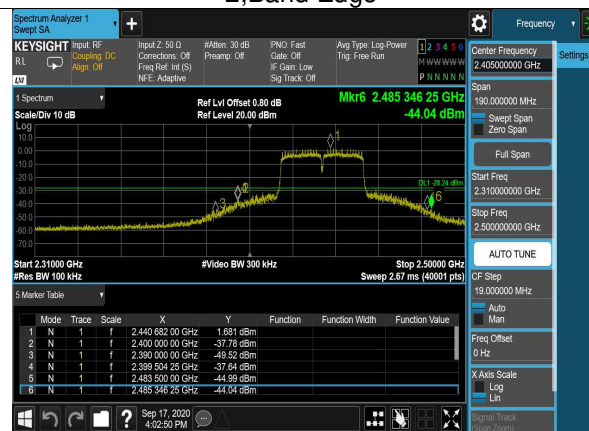 2,Band Edge
Spectrum Analyzer 1
Swept SA
Frequency
KEYSIGHT
RL
LXI
Input: RF
Coupling: DC
Align: Off
Input Z: 50 Ω
Corrections: Off
Freq Ref: Int (S)
NFE: Adaptive
#Atten: 30 dB
Preamp: Off
PNO: Fast
Gate: Off
IF Gain: Low
Sig Track: Off
Avg Type: Log-Power
Trig: Free Run
1 2 3 4 5 6
M W W W W W
P N N N N N
Center Frequency
2.405000000 GHz
Settings
Span
190.000000 MHz
Swept Span
Zero Span
Full Span
Start Freq
2.310000000 GHz
Stop Freq
2.500000000 GHz
AUTO TUNE
CF Step
19.000000 MHz
Auto
Man
Freq Offset
0 Hz
X Axis Scale
Log
Lin
Signal Track
(Span Zoom)
1 Spectrum
Scale/Div 10 dB
Ref Lvl Offset 0.80 dB
Ref Level 20.00 dBm
Mkr6 2.485 346 25 GHz
-44.04 dBm
Log
10.0
0.00
-10.0
-20.0
-30.0
-40.0
-50.0
-60.0
-70.0
1
DL1 -28.24 dBm
3
6
Start 2.31000 GHz
#Res BW 100 kHz
#Video BW 300 kHz
Stop 2.50000 GHz
Sweep 2.67 ms (40001 pts)
5 Marker Table
Mode Trace Scale X Y Function Function Width Function Value
1 N 1 f 2.440 682 00 GHz 1.681 dBm
2 N 1 f 2.400 000 00 GHz -37.78 dBm
3 N 1 f 2.390 000 00 GHz -49.52 dBm
4 N 1 f 2.399 504 25 GHz -37.64 dBm
5 N 1 f 2.483 500 00 GHz -44.99 dBm
6 N 1 f 2.485 346 25 GHz -44.04 dBm
?
Sep 17, 2020
4:02:50 PM